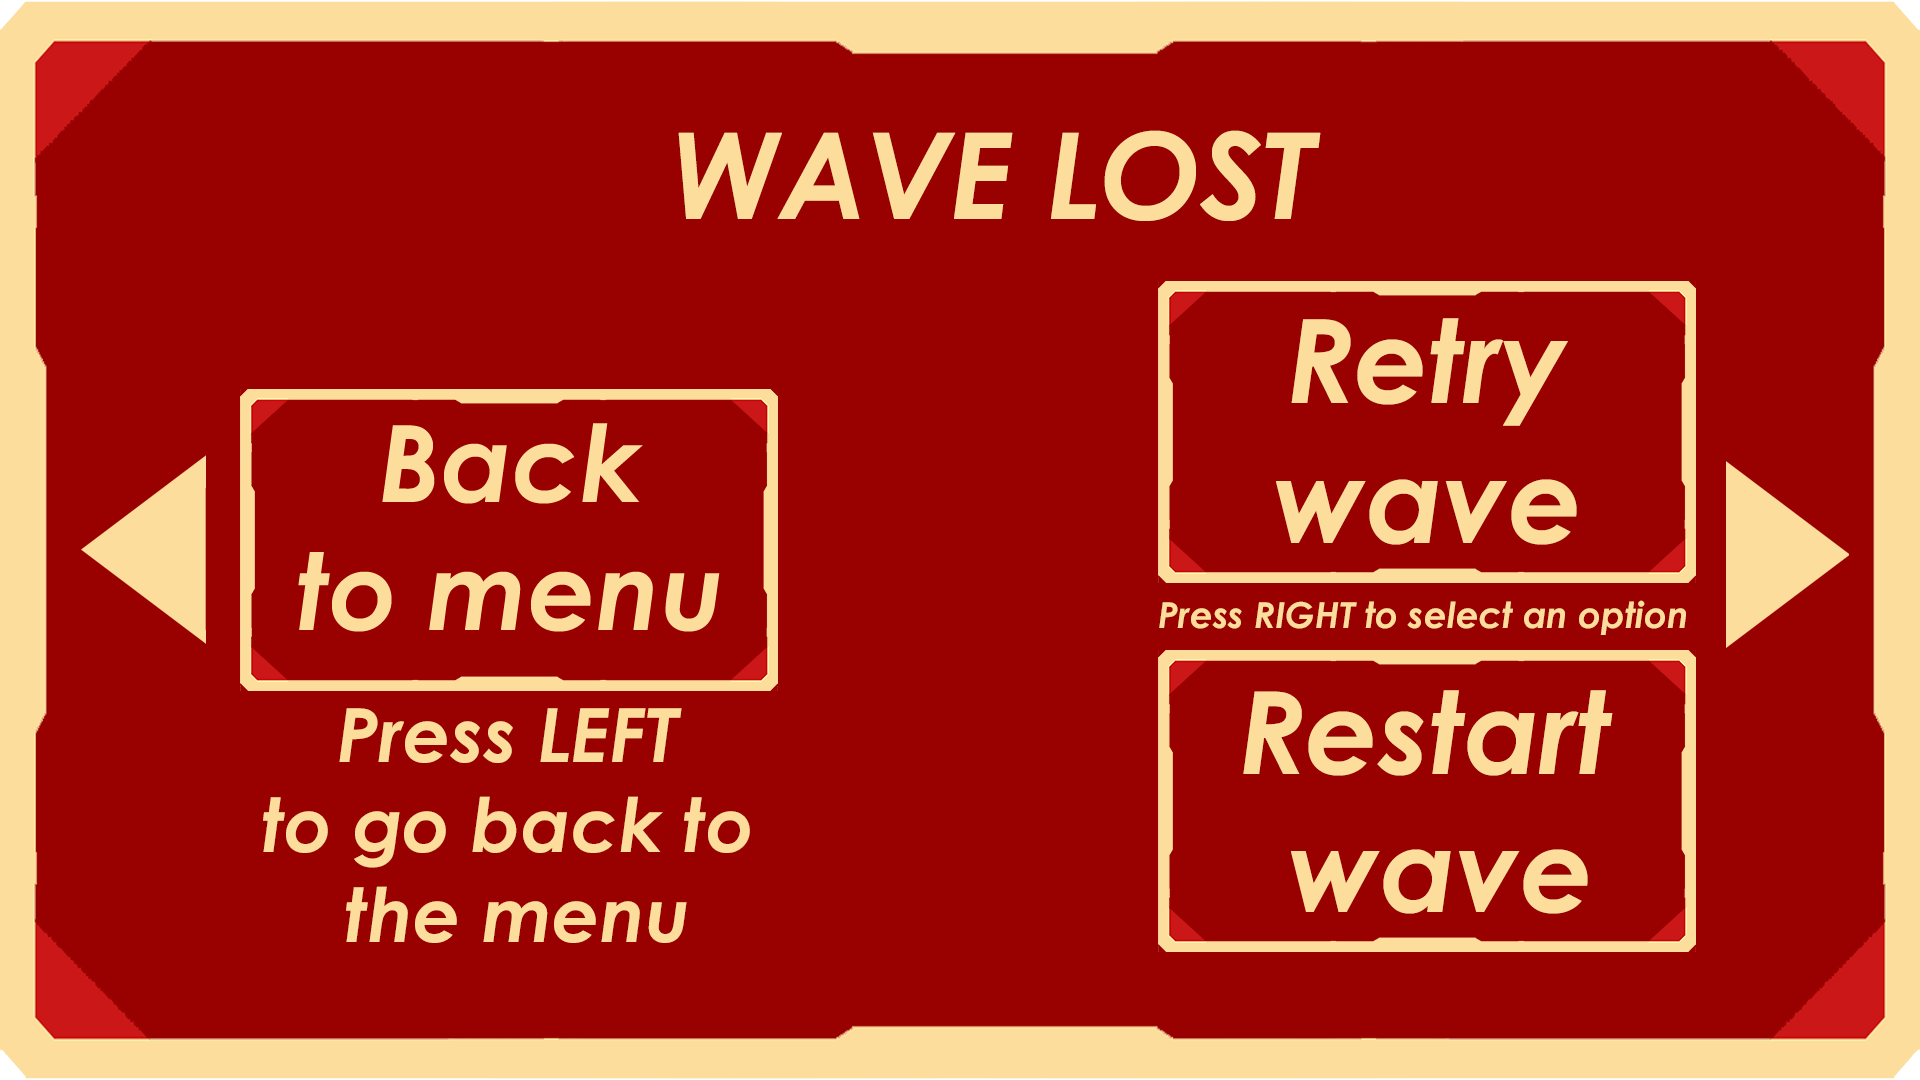 WAVE LOST
Back
to menu
Press LEFT
to go back to
the menu
Retry
wave
Press RIGHT to select an option
Restart
wave